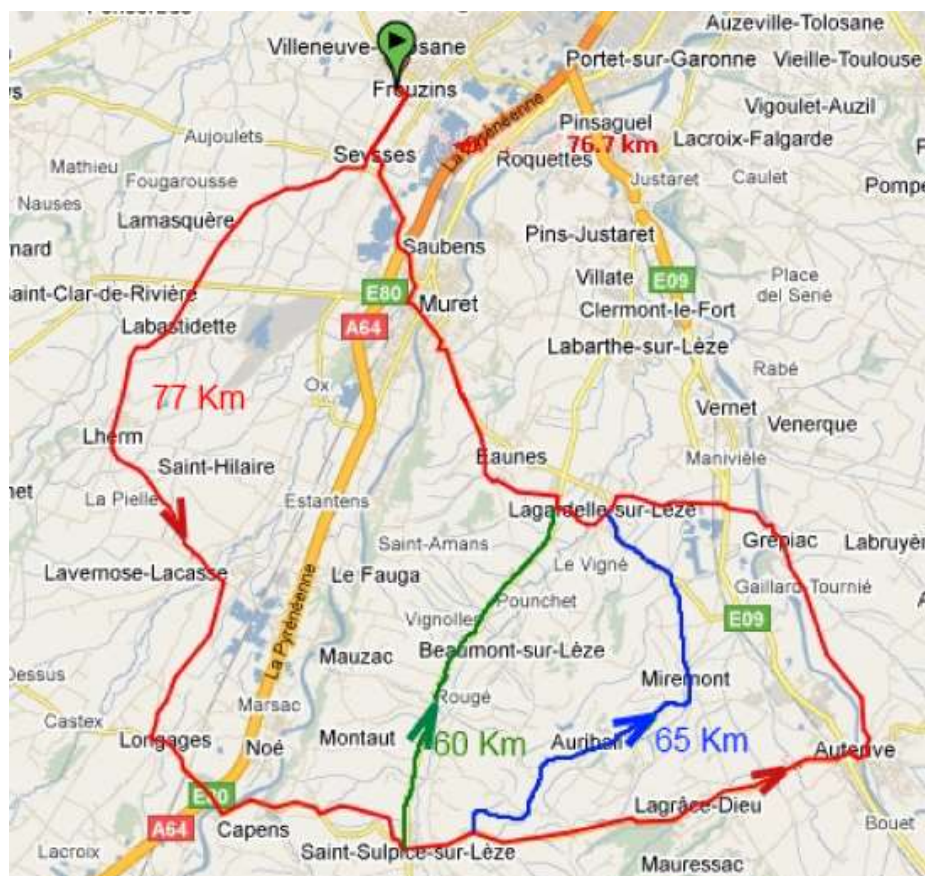 Auzeville-Tolosane
Villeneuve-Tolosane
Portet-sur-Garonne
Vieille-Toulouse
Frouzins
La Pyrénéenne
Vigoulet-Auzil
Pinsaguel
Aujoulets
Lacroix-Falgarde
Seysses
76.7 km
Roquettes
Mathieu
Fougarousse
Justaret
Caulet
Nauses
Lamasquère
Pins-Justaret
Saubens
Villate
E09
Place
del Sené
Saint-Clar-de-Rivière
E80
Muret
Clermont-le-Fort
Labastidette
A64
Labarthe-sur-Lèze
Rabé
Ox
77 Km
Vernet
Venerque
Lherm
Eaunes
Manivièle
Saint-Hilaire
La Pielle
Estantens
Lagardelle-sur-Lèze
Saint-Amans
Grépiac
Le Vigné
Lavernose-Lacasse
Le Fauga
Gaillard-Tournié
La Pyrénéenne
Pounchet
Vignolles
E09
Beaumont-sur-Lèze
Mauzac
Miremont
Rougé
Marsac
Castex
Longages
Noé
Montaut
60 Km
Auribail
65 Km
Auterive
E80
Lagrâce-Dieu
A64
Capens
Bouet
Saint-Sulpice-sur-Lèze
Lacroix
Mauressac